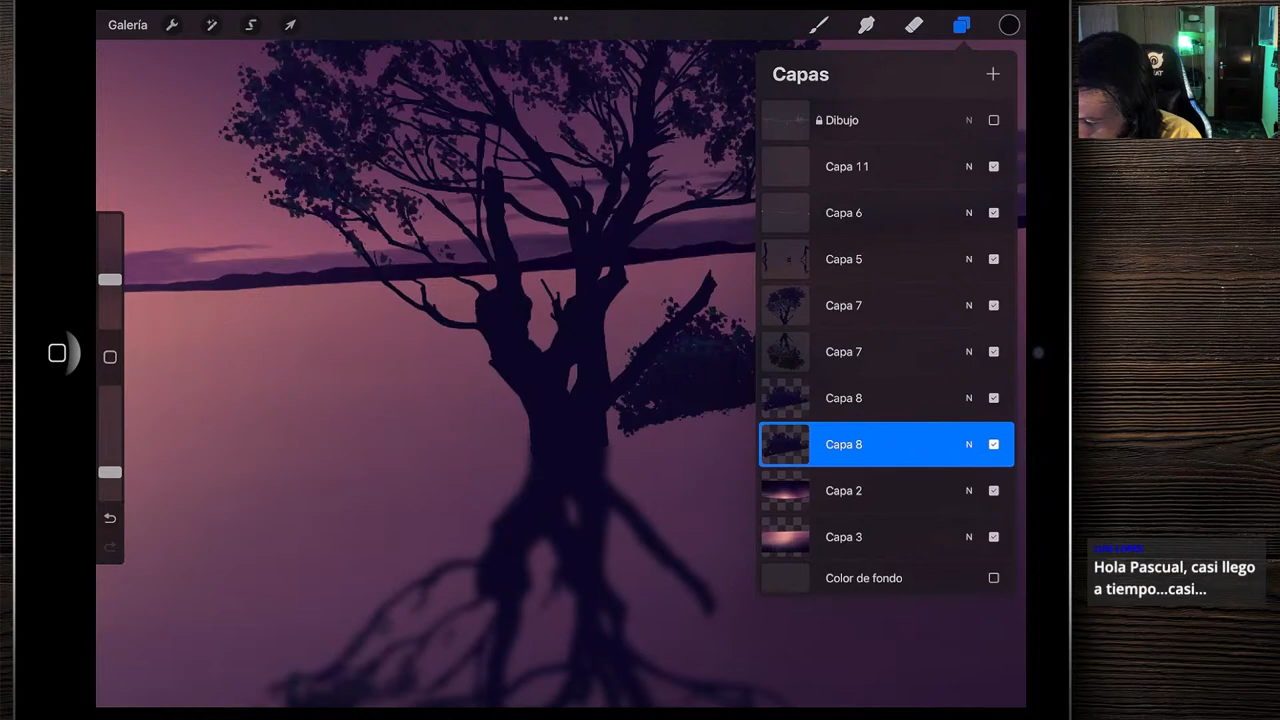 Galería
Capas
Dibujo N
Capa 11 N
Capa 6 N
Capa 5 N
Capa 7 N
Capa 7 N
Capa 8 N
Capa 8 N
Capa 2 N
Capa 3 N
Color de fondo
Hola Pascual, casi llego
a tiempo...casi...